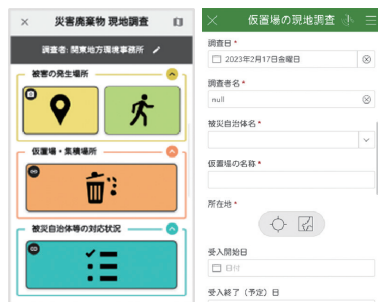 災害廃棄物 現地調査
調査者: 関東地方環境事務所
被害の発生場所
仮置場・集積場所
被災自治体等の対応状況
仮置場の現地調査
調査日 *
2023年2月17日金曜日
調査者名 *
null
被災自治体名 *
仮置場の名称 *
所在地 *
受入開始日
日付
受入終了（予定）日